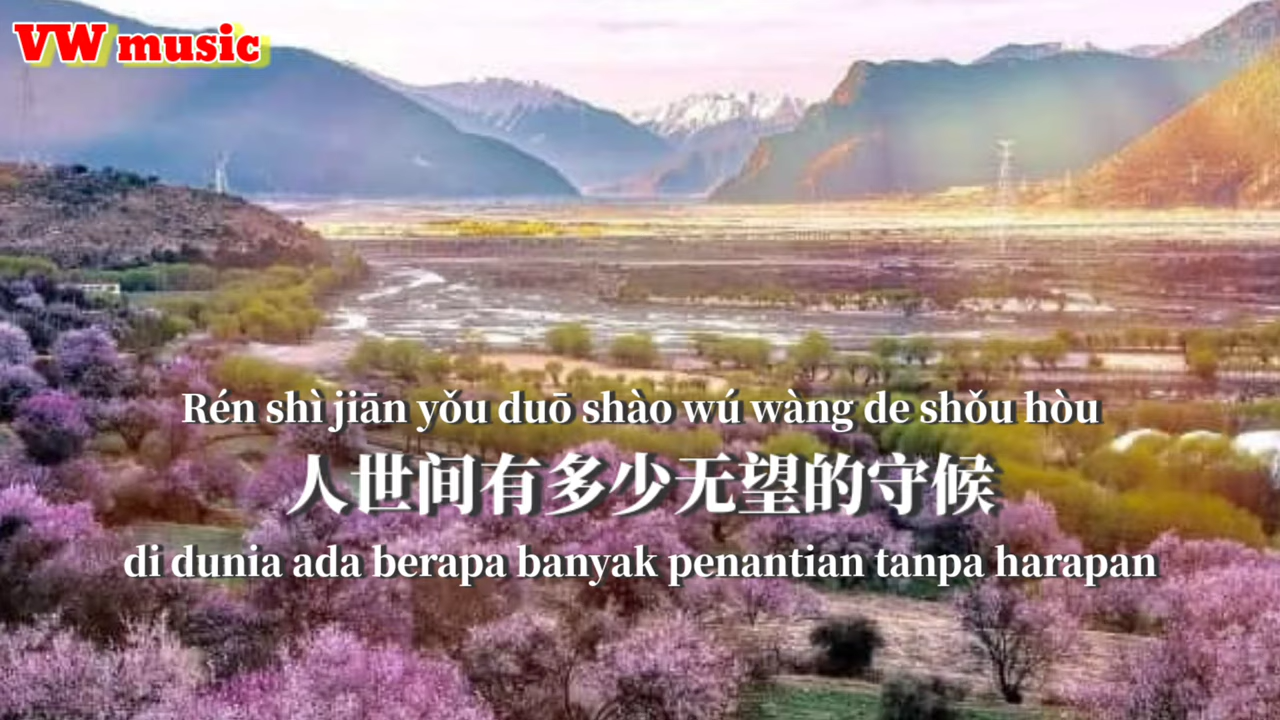 VW music
Rén shì jiān yǒu duō shào wú wàng de shǒu hòu
人世间有多少无望的守候
di dunia ada berapa banyak penantian tanpa harapan